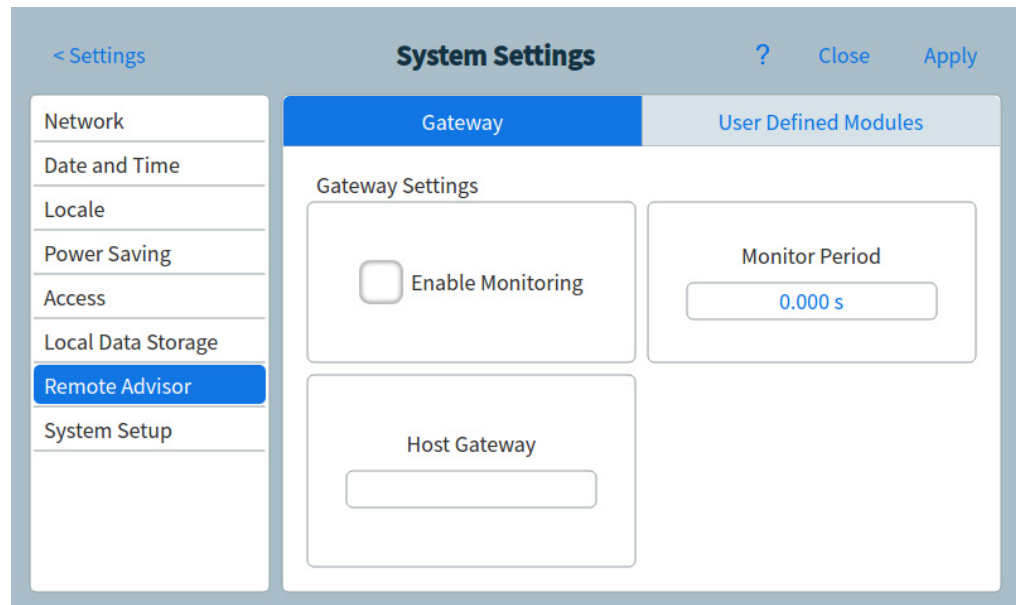 < Settings
System Settings
?
Close
Apply
Network
Date and Time
Locale
Power Saving
Access
Local Data Storage
Remote Advisor
System Setup
Gateway
User Defined Modules
Gateway Settings
Enable Monitoring
Monitor Period
0.000 s
Host Gateway